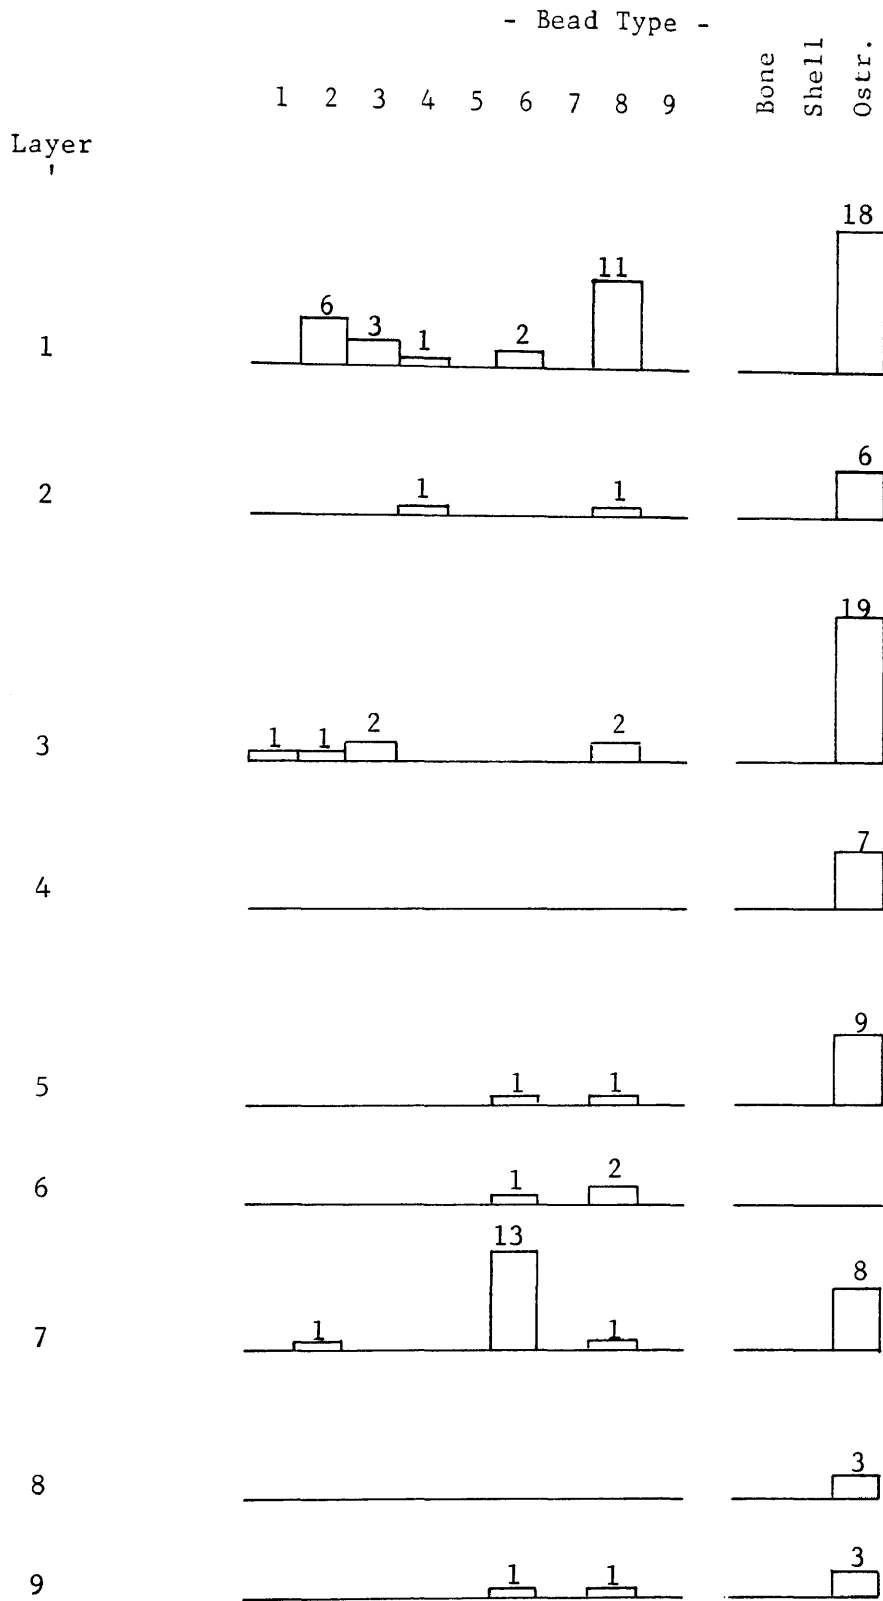 - Bead Type -
1 2 3 4 5 6 7 8 9 Bone Shell Ostr.
Layer
1 6 3 1 2 11 18
2 1 1 6
3 1 1 2 2 19
4 7
5 1 1 9
6 1 2
7 1 13 1 8
8 3
9 1 1 3